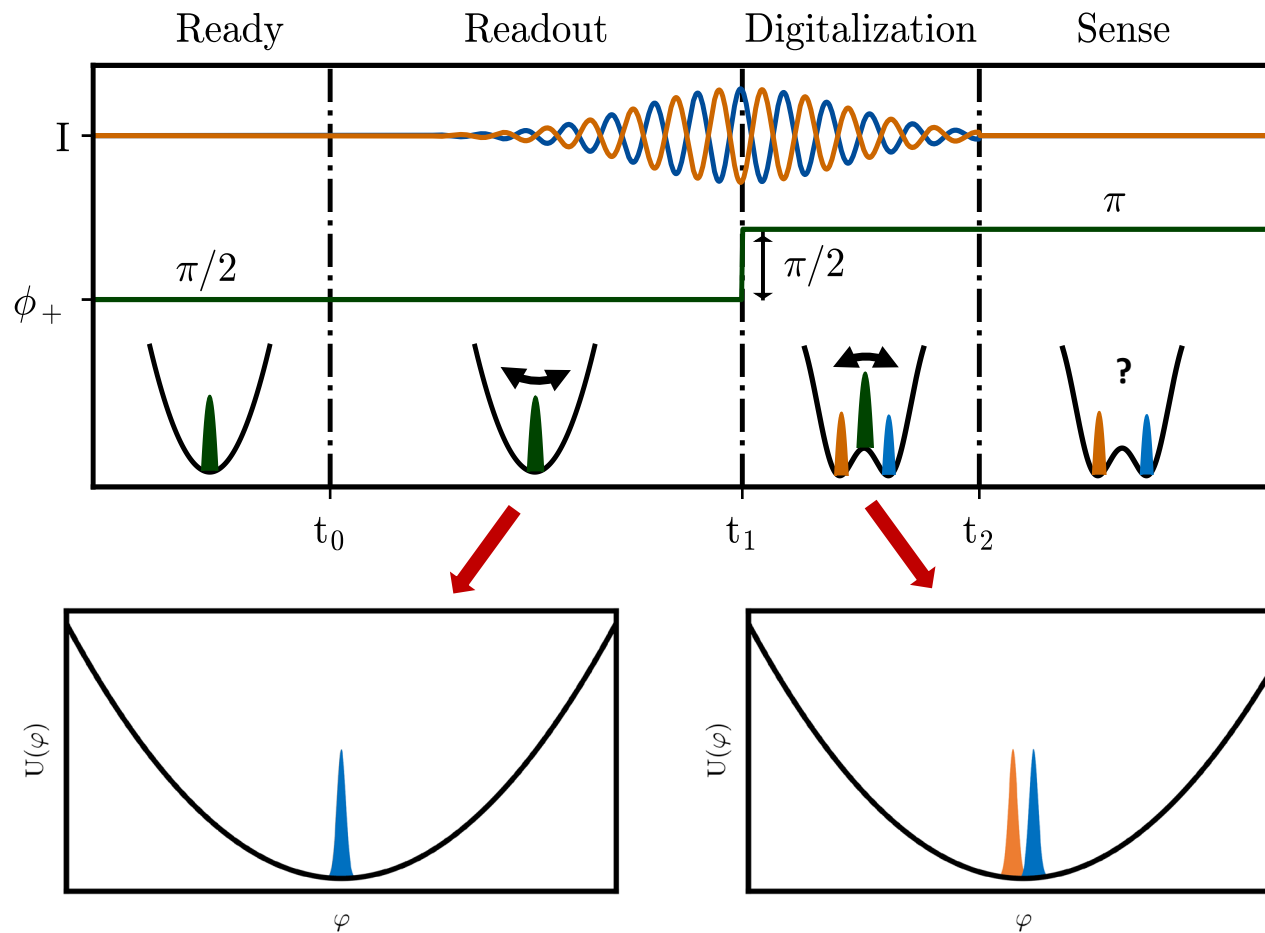 Ready Readout Digitalization Sense
I
π
π/2 π/2
ϕ₊
?
t₀ t₁ t₂
U(φ) U(φ)
φ φ